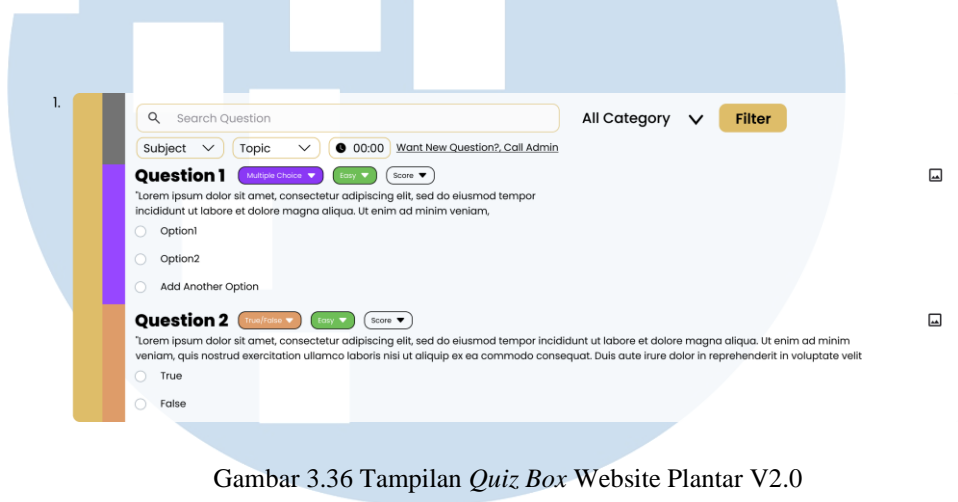 1.
Search Question
All Category
Filter
Subject
Topic
00:00
Want New Question?, Call Admin
Question 1
Multiple Choice
Easy
Score
"Lorem ipsum dolor sit amet, consectetur adipiscing elit, sed do eiusmod tempor
incididunt ut labore et dolore magna aliqua. Ut enim ad minim veniam,
Option1
Option2
Add Another Option
Question 2
True/False
Easy
Score
"Lorem ipsum dolor sit amet, consectetur adipiscing elit, sed do eiusmod tempor incididunt ut labore et dolore magna aliqua. Ut enim ad minim
veniam, quis nostrud exercitation ullamco laboris nisi ut aliquip ex ea commodo consequat. Duis aute irure dolor in reprehenderit in voluptate velit
True
False
Gambar 3.36 Tampilan Quiz Box Website Plantar V2.0